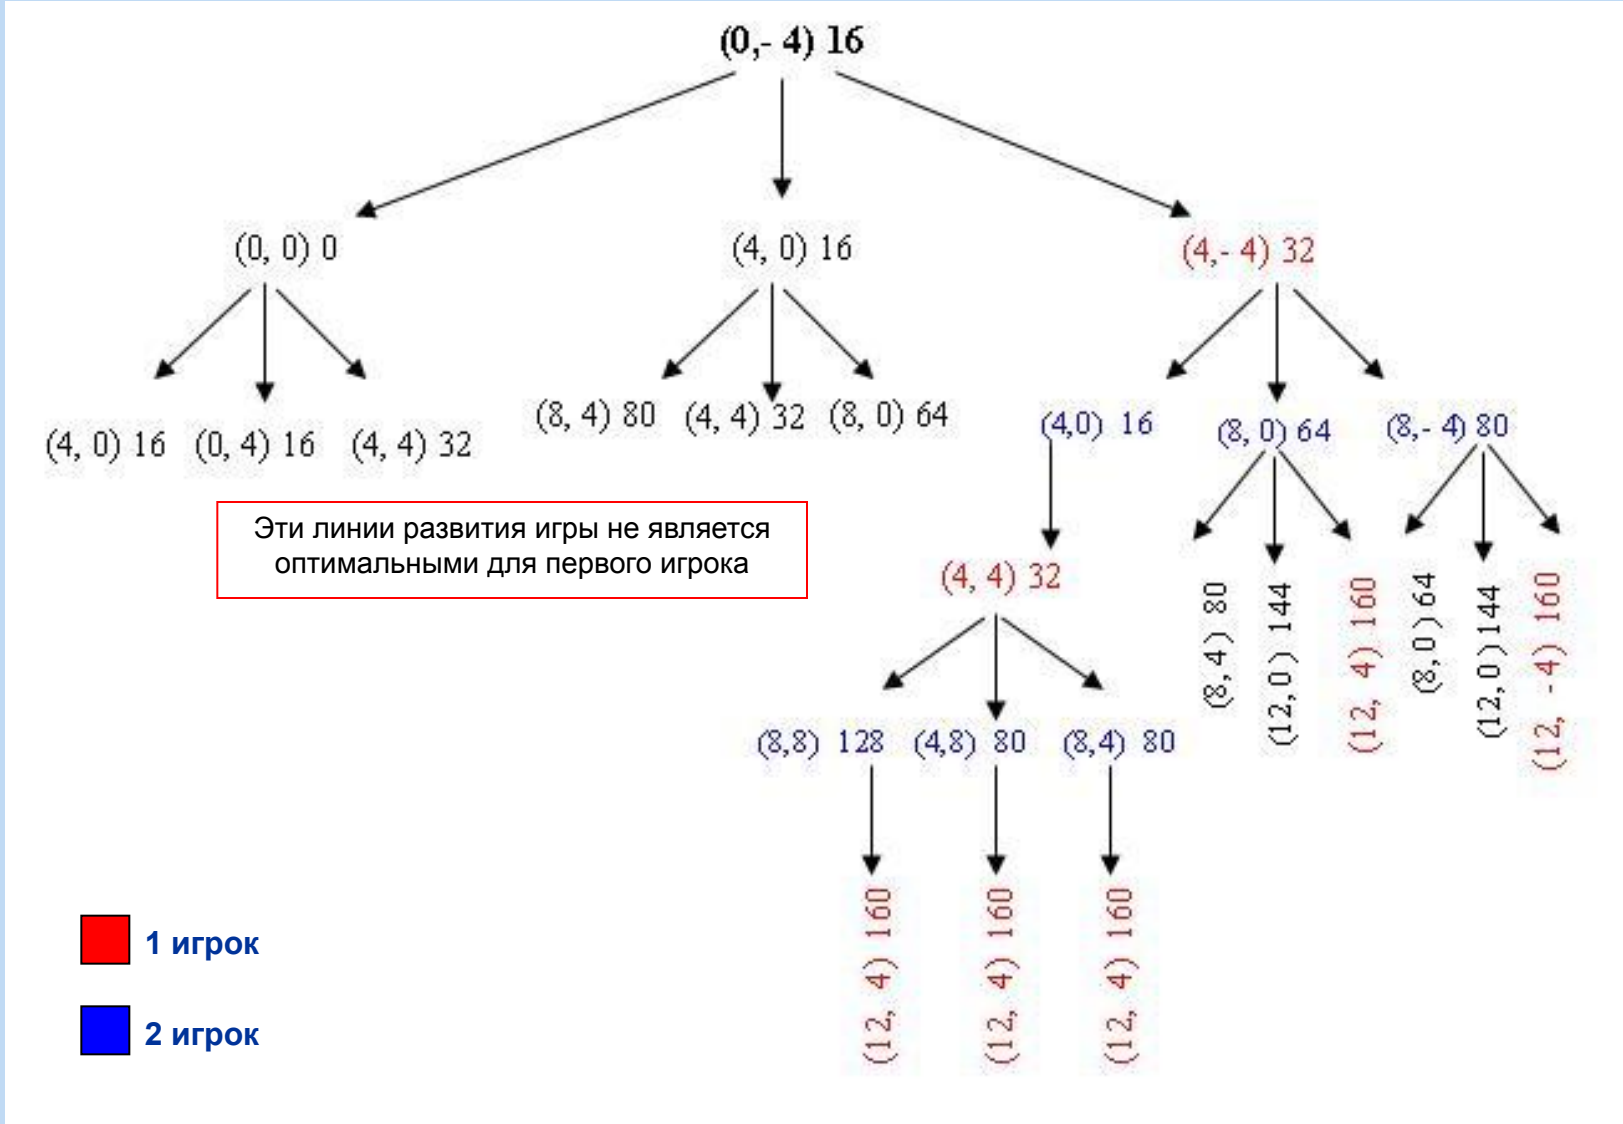 (0,- 4) 16
(0, 0) 0
(4, 0) 16
(4,- 4) 32
(4, 0) 16
(0, 4) 16
(4, 4) 32
(8, 4) 80
(4, 4) 32
(8, 0) 64
(4,0) 16
(8, 0) 64
(8,- 4) 80
Эти линии развития игры не является
оптимальными для первого игрока
(4, 4) 32
(8, 4) 80
(12, 0) 144
(12, 4) 160
(8, 0) 64
(12, 0) 144
(12, -4) 160
(8,8) 128
(4,8) 80
(8,4) 80
(12, 4) 160
(12, 4) 160
(12, 4) 160
1 игрок
2 игрок